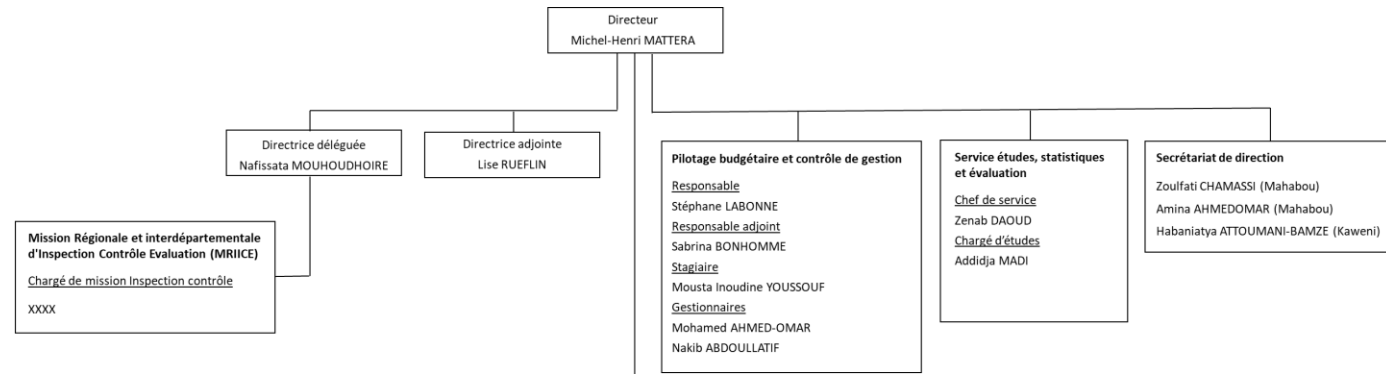 Directeur
Michel-Henri MATTERA
Directrice déléguée
Nafissata MOUHOUDHOIRE
Directrice adjointe
Lise RUEFLIN
Mission Régionale et interdépartementale
d'Inspection Contrôle Evaluation (MRIICE)
Chargé de mission Inspection contrôle
XXXX
Pilotage budgétaire et contrôle de gestion
Responsable
Stéphane LABONNE
Responsable adjoint
Sabrina BONHOMME
Stagiaire
Mousta Inoudine YOUSSOUF
Gestionnaires
Mohamed AHMED-OMAR
Nakib ABDOULLATIF
Service études, statistiques
et évaluation
Chef de service
Zenab DAOUD
Chargé d'études
Addidja MADI
Secrétariat de direction
Zoulfati CHAMASSI (Mahabou)
Amina AHMEDOMAR (Mahabou)
Habaniatya ATTOUMANI-BAMZE (Kaweni)